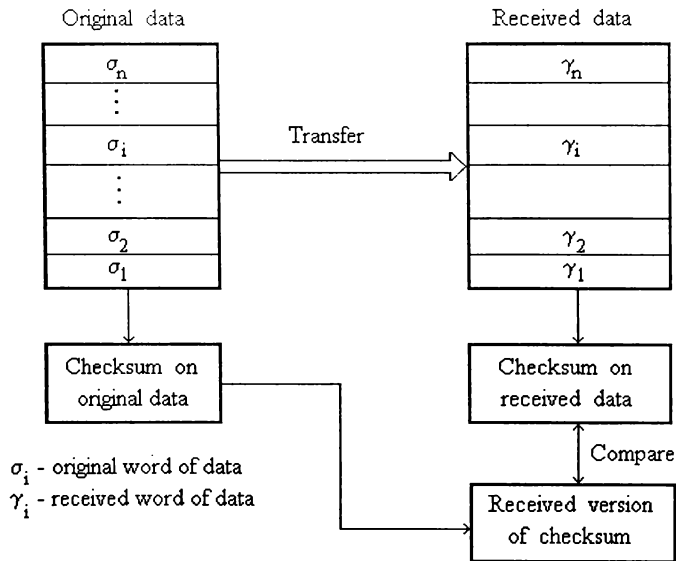 Original data
Received data
σn
⋮
σi
⋮
σ2
σ1
Transfer
γn
γi
γ2
γ1
Checksum on
original data
Checksum on
received data
Compare
σi - original word of data
γi - received word of data
Received version
of checksum